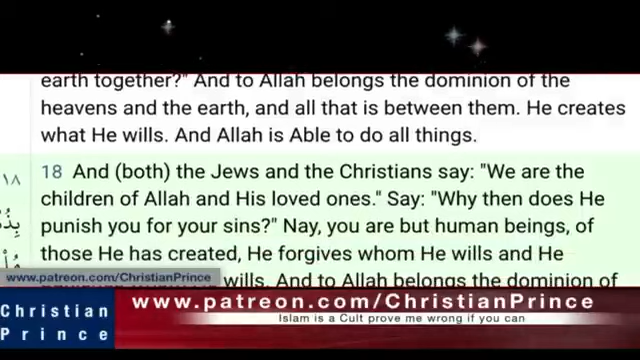 earth together?" And to Allah belongs the dominion of the
heavens and the earth, and all that is between them. He creates
what He wills. And Allah is Able to do all things.
١٨
18 And (both) the Jews and the Christians say: "We are the
children of Allah and His loved ones." Say: "Why then does He
punish you for your sins?" Nay, you are but human beings, of
those He has created, He forgives whom He wills and He
wills. And to Allah belongs the dominion of
www.patreon.com/ChristianPrince
Christian
Prince
www.patreon.com/ChristianPrince
Islam is a Cult prove me wrong if you can